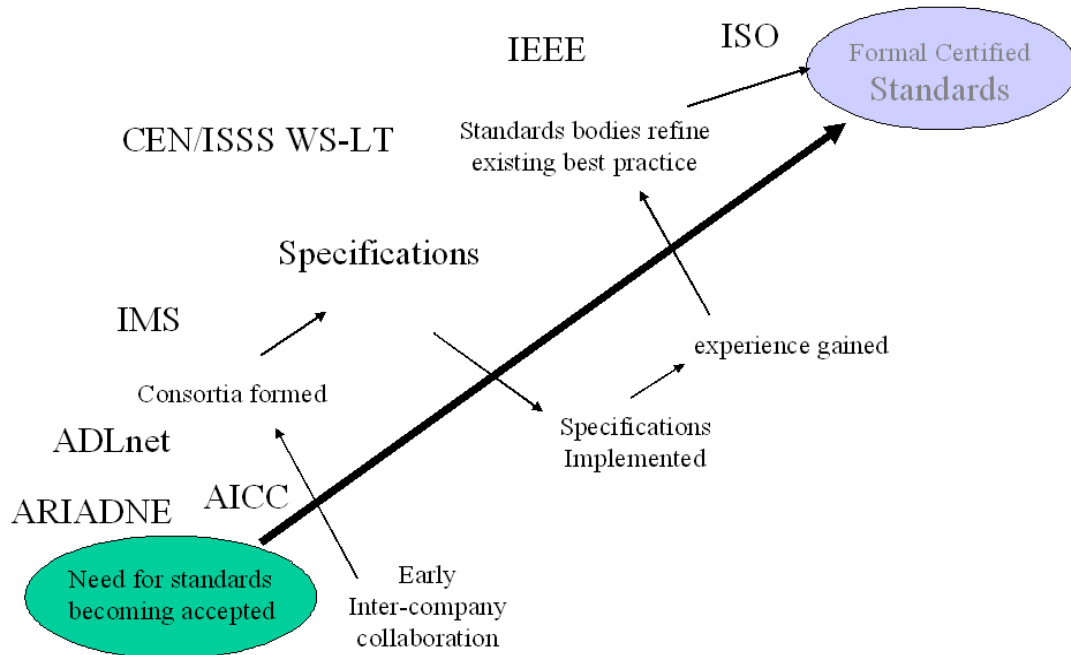 IEEE
ISO
Formal Certified
Standards
CEN/ISSS WS-LT
Standards bodies refine
existing best practice
Specifications
IMS
experience gained
Consortia formed
Specifications
Implemented
ADLnet
ARIADNE
AICC
Need for standards
becoming accepted
Early
Inter-company
collaboration